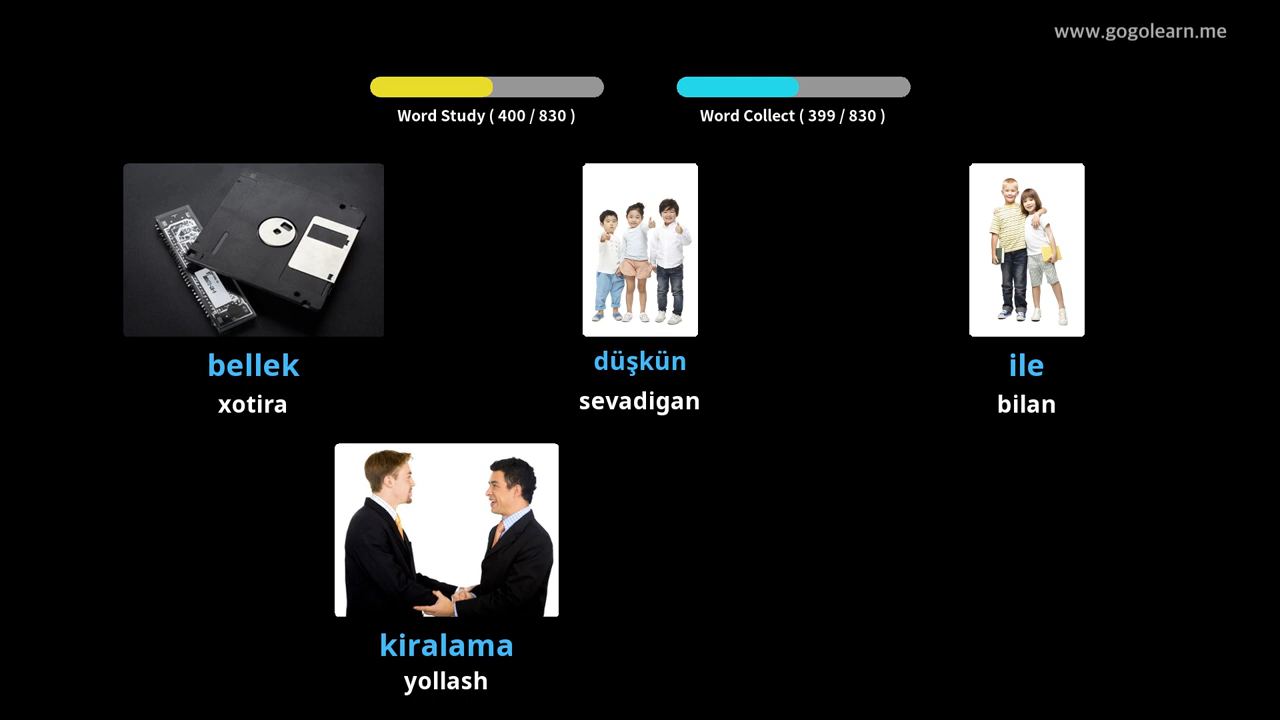 www.gogolearn.me
Word Study ( 400 / 830 )
Word Collect ( 399 / 830 )
bellek
xotira
düşkün
sevadigan
ile
bilan
kiralama
yollash